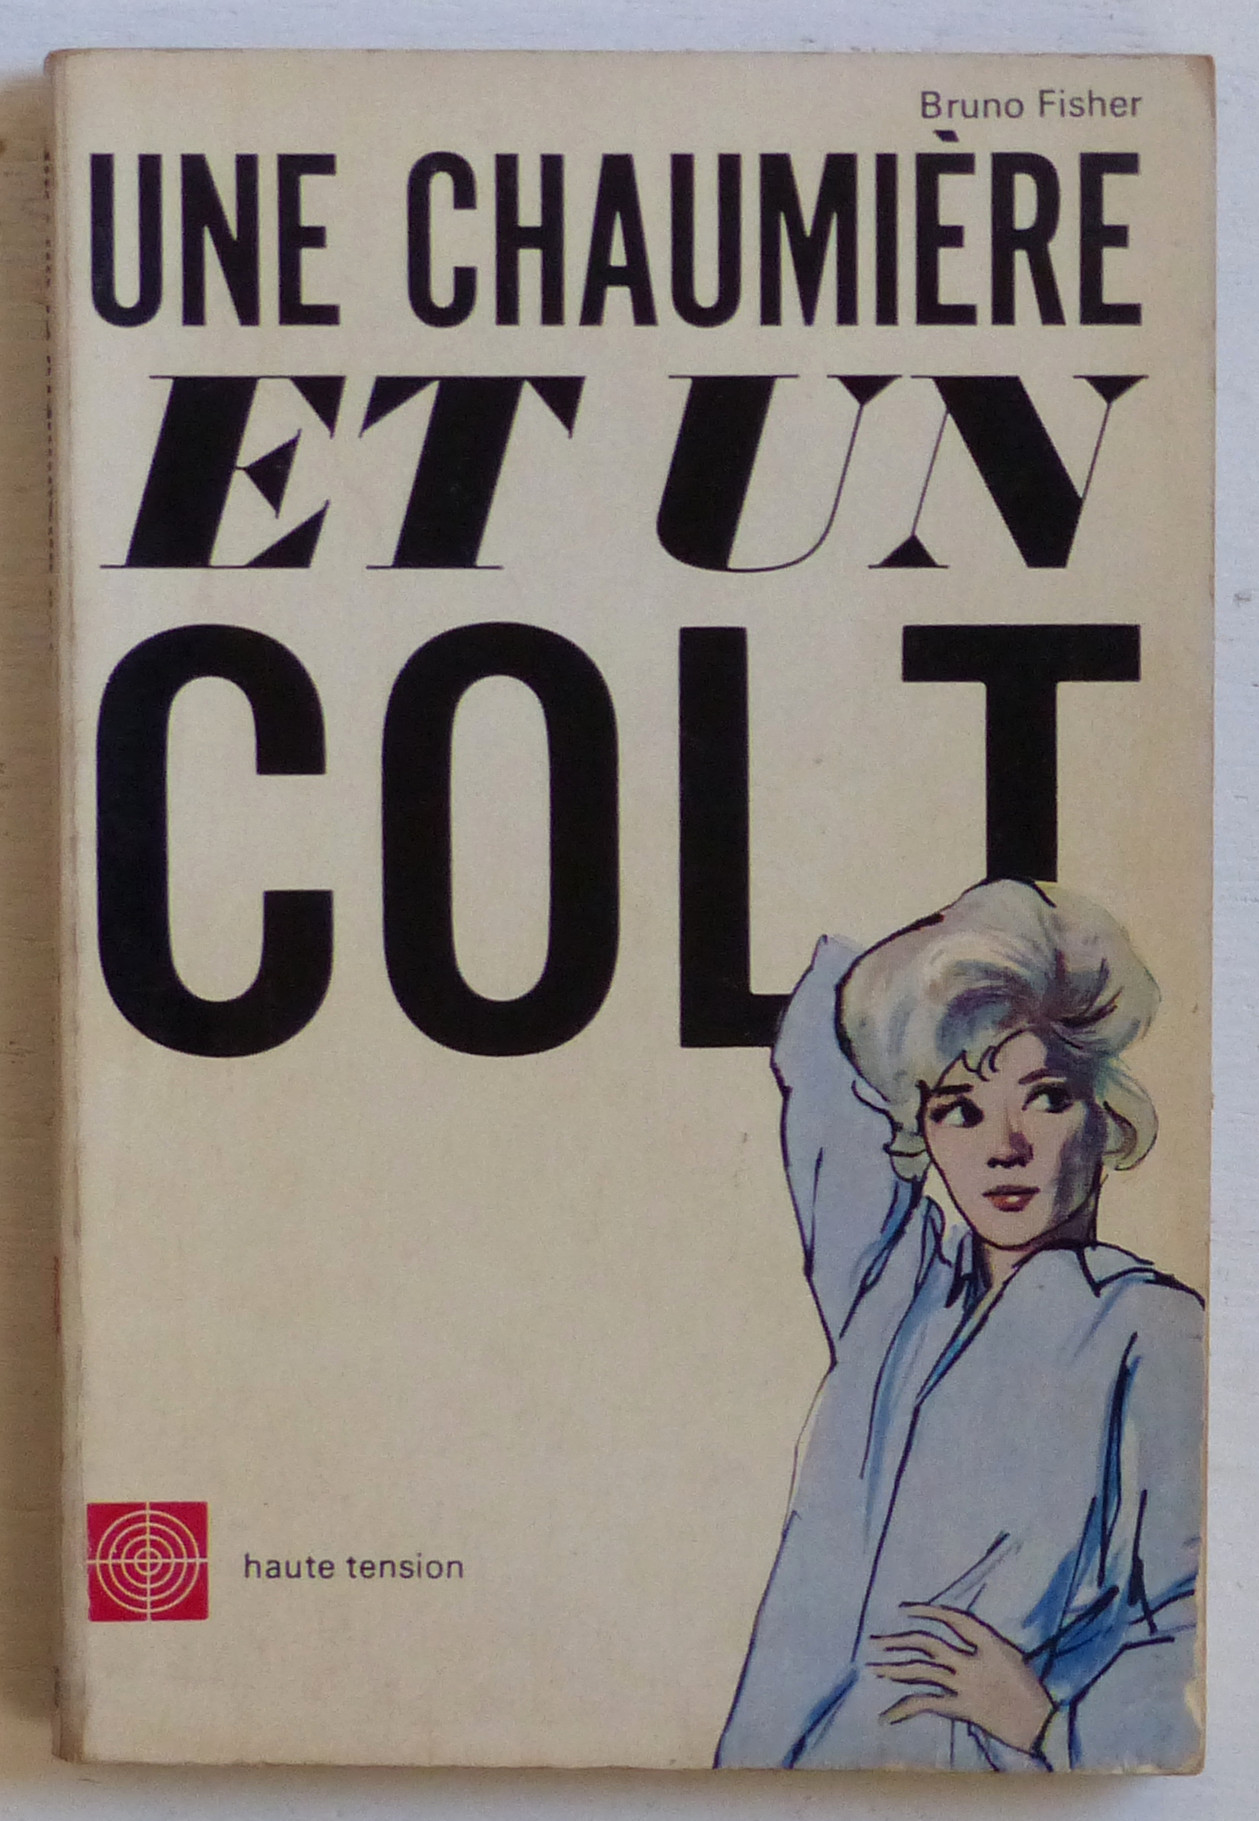 Bruno Fisher
UNE CHAUMIÈRE
ET UN
COLT
haute tension